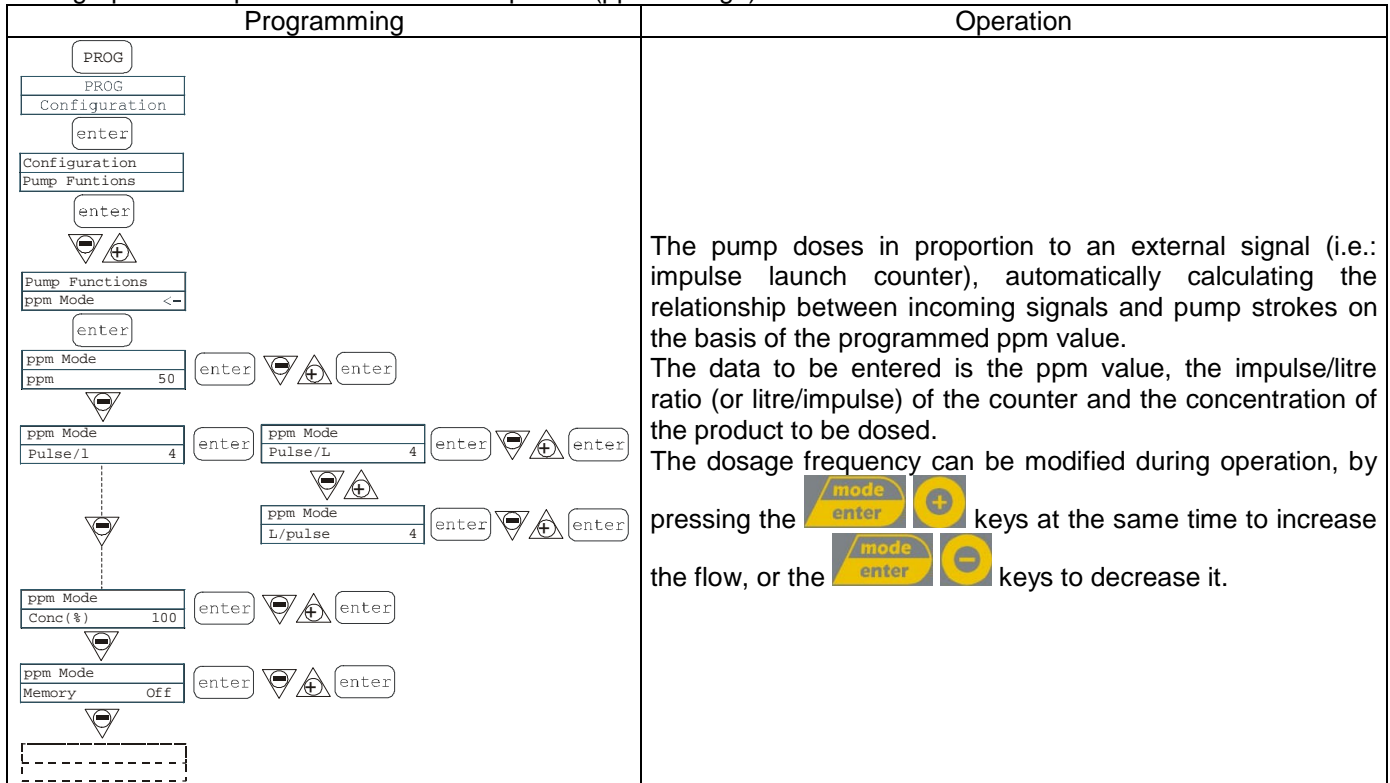 Programming
Operation
PROG
PROG
Configuration
enter
Configuration
Pump Funtions
enter
Pump Functions
ppm Mode <-
enter
ppm Mode
ppm 50
enter
enter
ppm Mode
Pulse/l 4
enter
ppm Mode
Pulse/L 4
enter
enter
ppm Mode
L/pulse 4
enter
enter
ppm Mode
Conc(%) 100
enter
enter
ppm Mode
Memory Off
enter
enter
The pump doses in proportion to an external signal (i.e.:
impulse launch counter), automatically calculating the
relationship between incoming signals and pump strokes on
the basis of the programmed ppm value.
The data to be entered is the ppm value, the impulse/litre
ratio (or litre/impulse) of the counter and the concentration of
the product to be dosed.
The dosage frequency can be modified during operation, by
pressing the mode enter + keys at the same time to increase
the flow, or the mode enter - keys to decrease it.